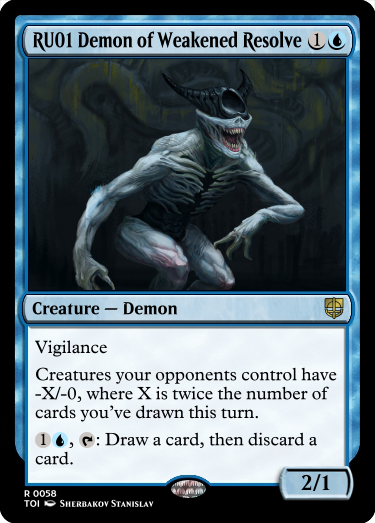 RU01 Demon of Weakened Resolve 1
Creature — Demon
Vigilance
Creatures your opponents control have
-X/-0, where X is twice the number of
cards you've drawn this turn.
1 , : Draw a card, then discard a
card.
2/1
R 0058
TOI Sherbakov Stanislav